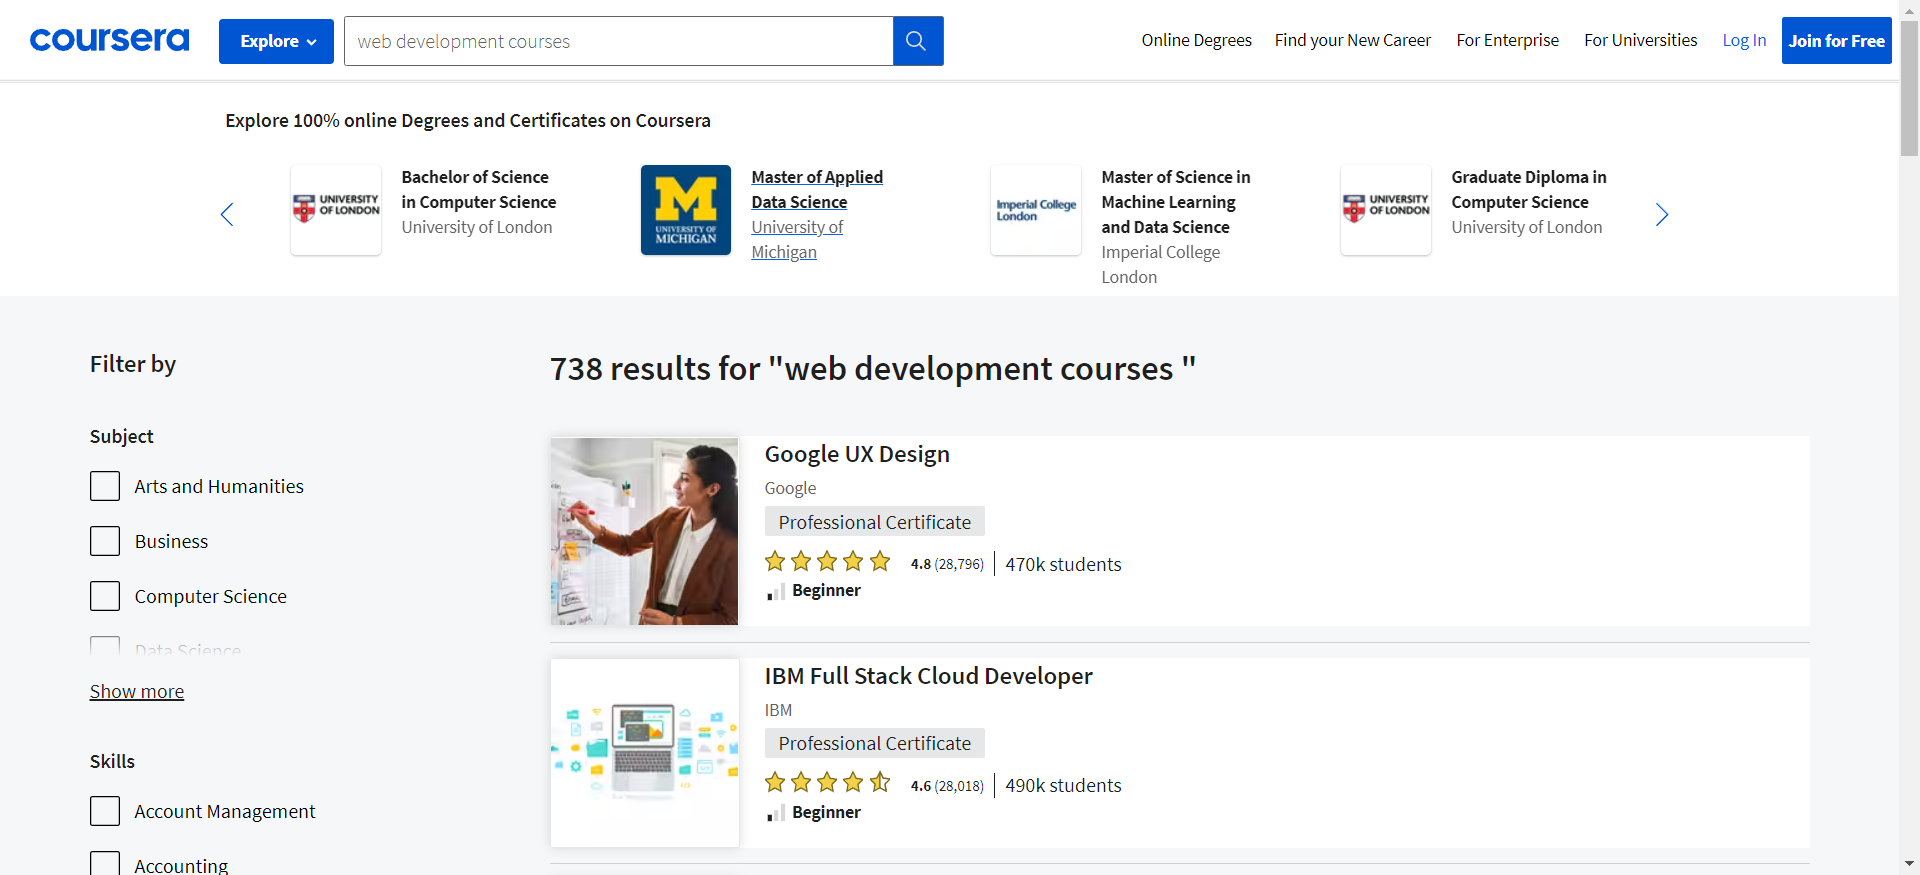 coursera
Explore
web development courses
Online Degrees
Find your New Career
For Enterprise
For Universities
Log In
Join for Free
Explore 100% online Degrees and Certificates on Coursera
UNIVERSITY
OF LONDON
Bachelor of Science
in Computer Science
University of London
M
UNIVERSITY OF
MICHIGAN
Master of Applied
Data Science
University of
Michigan
Imperial College
London
Master of Science in
Machine Learning
and Data Science
Imperial College
London
UNIVERSITY
OF LONDON
Graduate Diploma in
Computer Science
University of London
Filter by
Subject
Arts and Humanities
Business
Computer Science
Data Science
Show more
Skills
Account Management
Accounting
738 results for "web development courses "
Google UX Design
Google
Professional Certificate
4.8 (28,796)
470k students
Beginner
IBM Full Stack Cloud Developer
IBM
Professional Certificate
4.6 (28,018)
490k students
Beginner